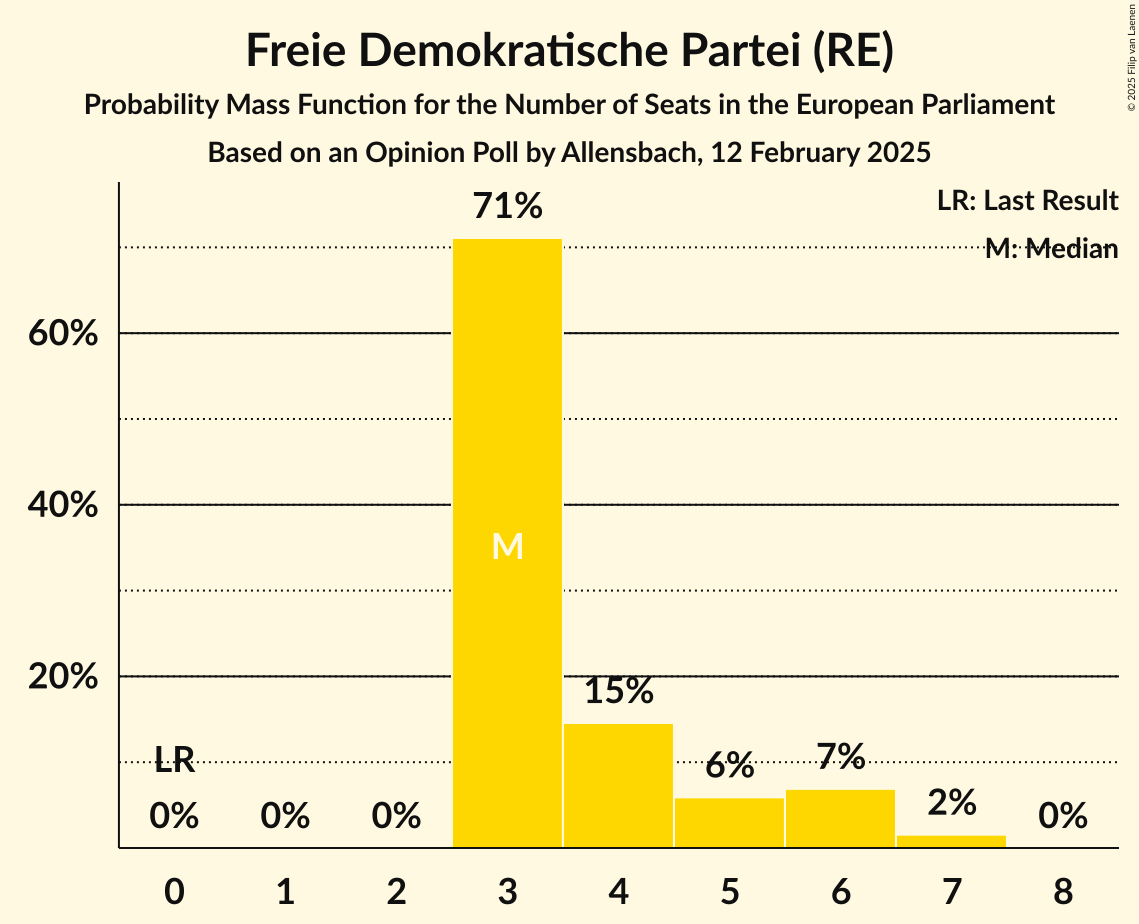 Freie Demokratische Partei (RE)
Probability Mass Function for the Number of Seats in the European Parliament
Based on an Opinion Poll by Allensbach, 12 February 2025
© 2025 Filip van Laenen
LR: Last Result
M: Median
71%
60%
40%
M
20%
15%
LR
6%
7%
2%
0%
0%
0%
0%
0 1 2 3 4 5 6 7 8